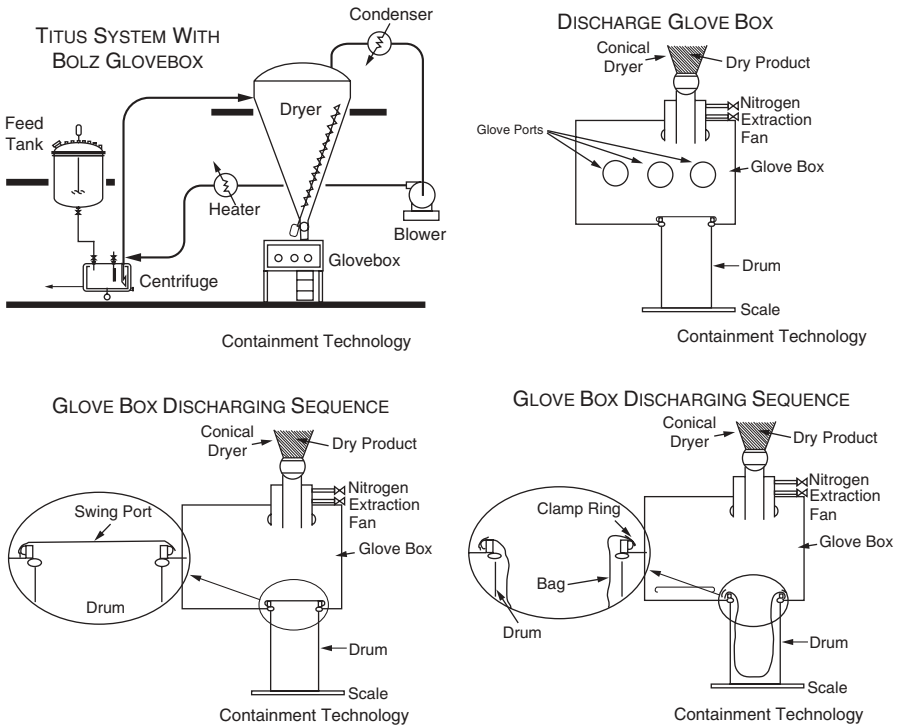 TITUS SYSTEM WITH
BOLZ GLOVEBOX
Condenser
Dryer
Feed
Tank
Heater
Blower
Glovebox
Centrifuge
Containment Technology
DISCHARGE GLOVE BOX
Conical
Dryer
Dry Product
Nitrogen
Extraction
Fan
Glove Ports
Glove Box
Drum
Scale
Containment Technology
GLOVE BOX DISCHARGING SEQUENCE
Conical
Dryer
Dry Product
Nitrogen
Extraction
Fan
Swing Port
Glove Box
Drum
Drum
Scale
Containment Technology
GLOVE BOX DISCHARGING SEQUENCE
Conical
Dryer
Dry Product
Nitrogen
Extraction
Fan
Clamp Ring
Glove Box
Bag
Drum
Drum
Scale
Containment Technology